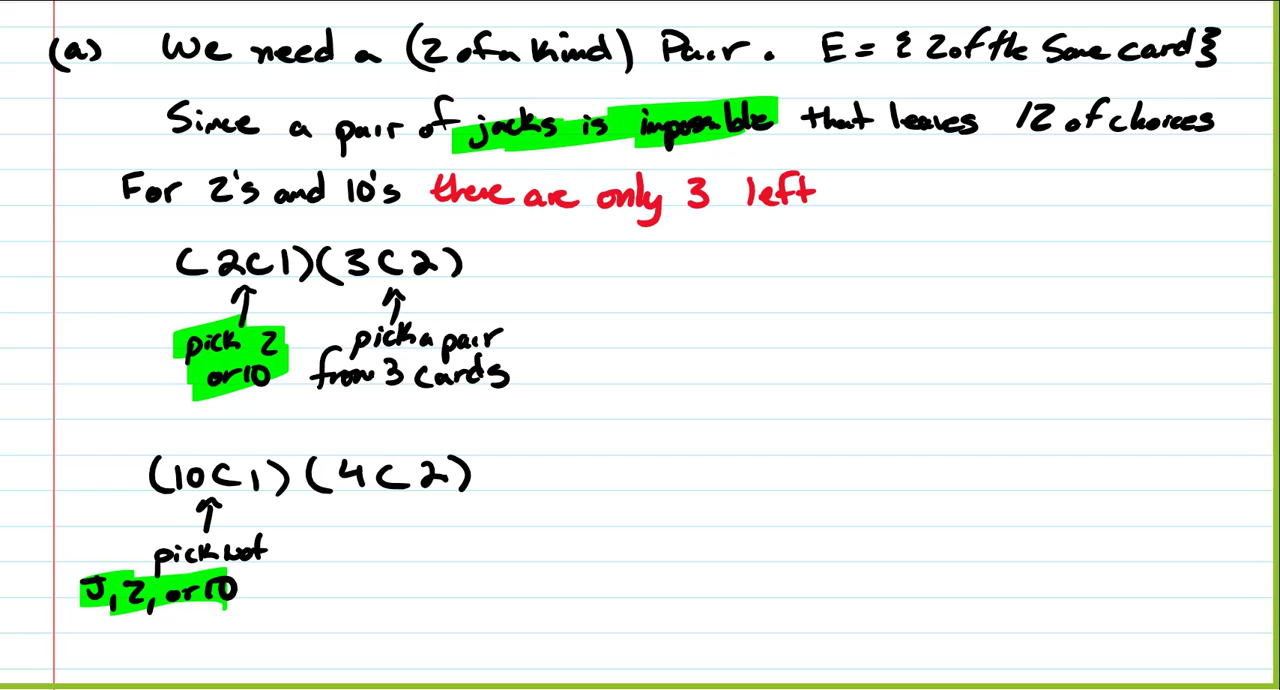 (a) We need a (2 of a kind) Pair. E = { 2 of the Same card}
Since a pair of jacks is impossible that leaves 12 of choices
For 2's and 10's there are only 3 left
(2C1)(3C2)
↑ ↑
pick 2 pick a pair
or 10 from 3 cards
(10C1)(4C2)
↑
pick not
J, 2, or 10